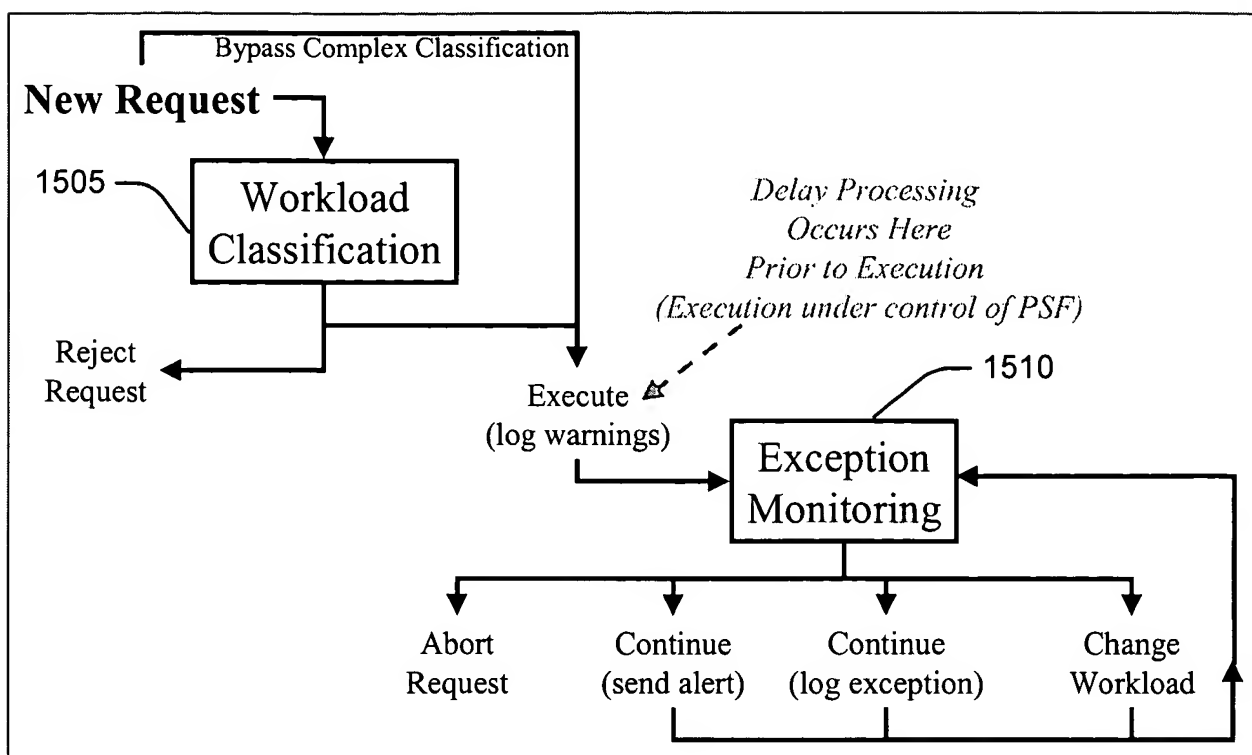 Bypass Complex Classification
New Request
1505
Workload
Classification
Delay Processing
Occurs Here
Prior to Execution
(Execution under control of PSF)
Reject
Request
1510
Execute
(log warnings)
Exception
Monitoring
Abort
Request
Continue
(send alert)
Continue
(log exception)
Change
Workload